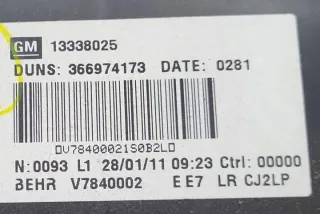 GM 13338025
DUNS: 366974173 DATE: 0281
V78400021S0B2L
N:0093 L1 28/01/11 09:23 Ctrl: 00000
BEHR V7840002 E E7 LR CJ2LP